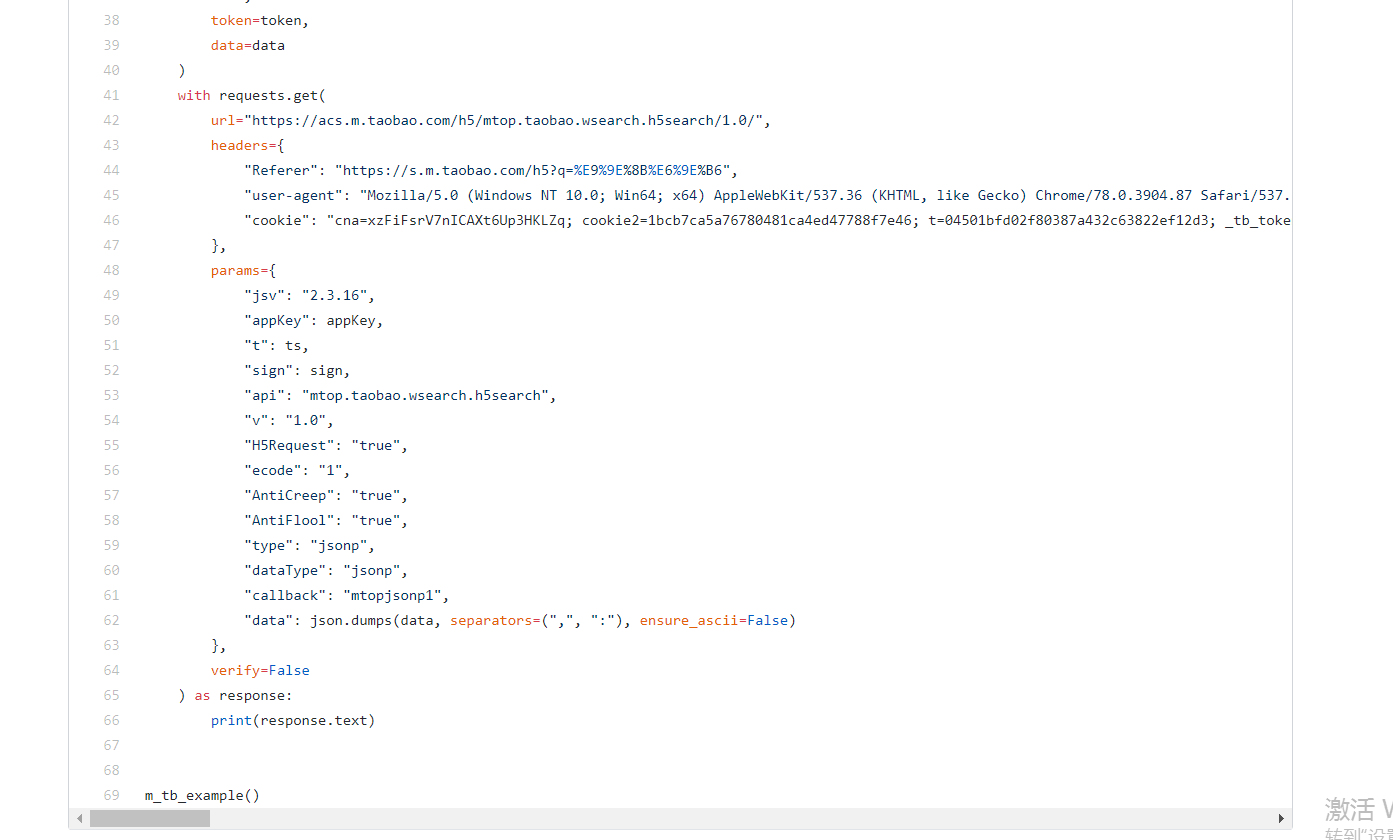 38 token=token,
39 data=data
40 )
41 with requests.get(
42 url="https://acs.m.taobao.com/h5/mtop.taobao.wsearch.h5search/1.0/",
43 headers={
44 "Referer": "https://s.m.taobao.com/h5?q=%E9%9E%8B%E6%9E%B6",
45 "user-agent": "Mozilla/5.0 (Windows NT 10.0; Win64; x64) AppleWebKit/537.36 (KHTML, like Gecko) Chrome/78.0.3904.87 Safari/537.
46 "cookie": "cna=xzFiFsrV7nICAXt6Up3HKLZq; cookie2=1bcb7ca5a76780481ca4ed47788f7e46; t=04501bfd02f80387a432c63822ef12d3; _tb_toke
47 },
48 params={
49 "jsv": "2.3.16",
50 "appKey": appKey,
51 "t": ts,
52 "sign": sign,
53 "api": "mtop.taobao.wsearch.h5search",
54 "v": "1.0",
55 "H5Request": "true",
56 "ecode": "1",
57 "AntiCreep": "true",
58 "AntiFlool": "true",
59 "type": "jsonp",
60 "dataType": "jsonp",
61 "callback": "mtopjsonp1",
62 "data": json.dumps(data, separators=(",", ":"), ensure_ascii=False)
63 },
64 verify=False
65 ) as response:
66 print(response.text)
67
68
69 m_tb_example()
激活 W
转到"设置